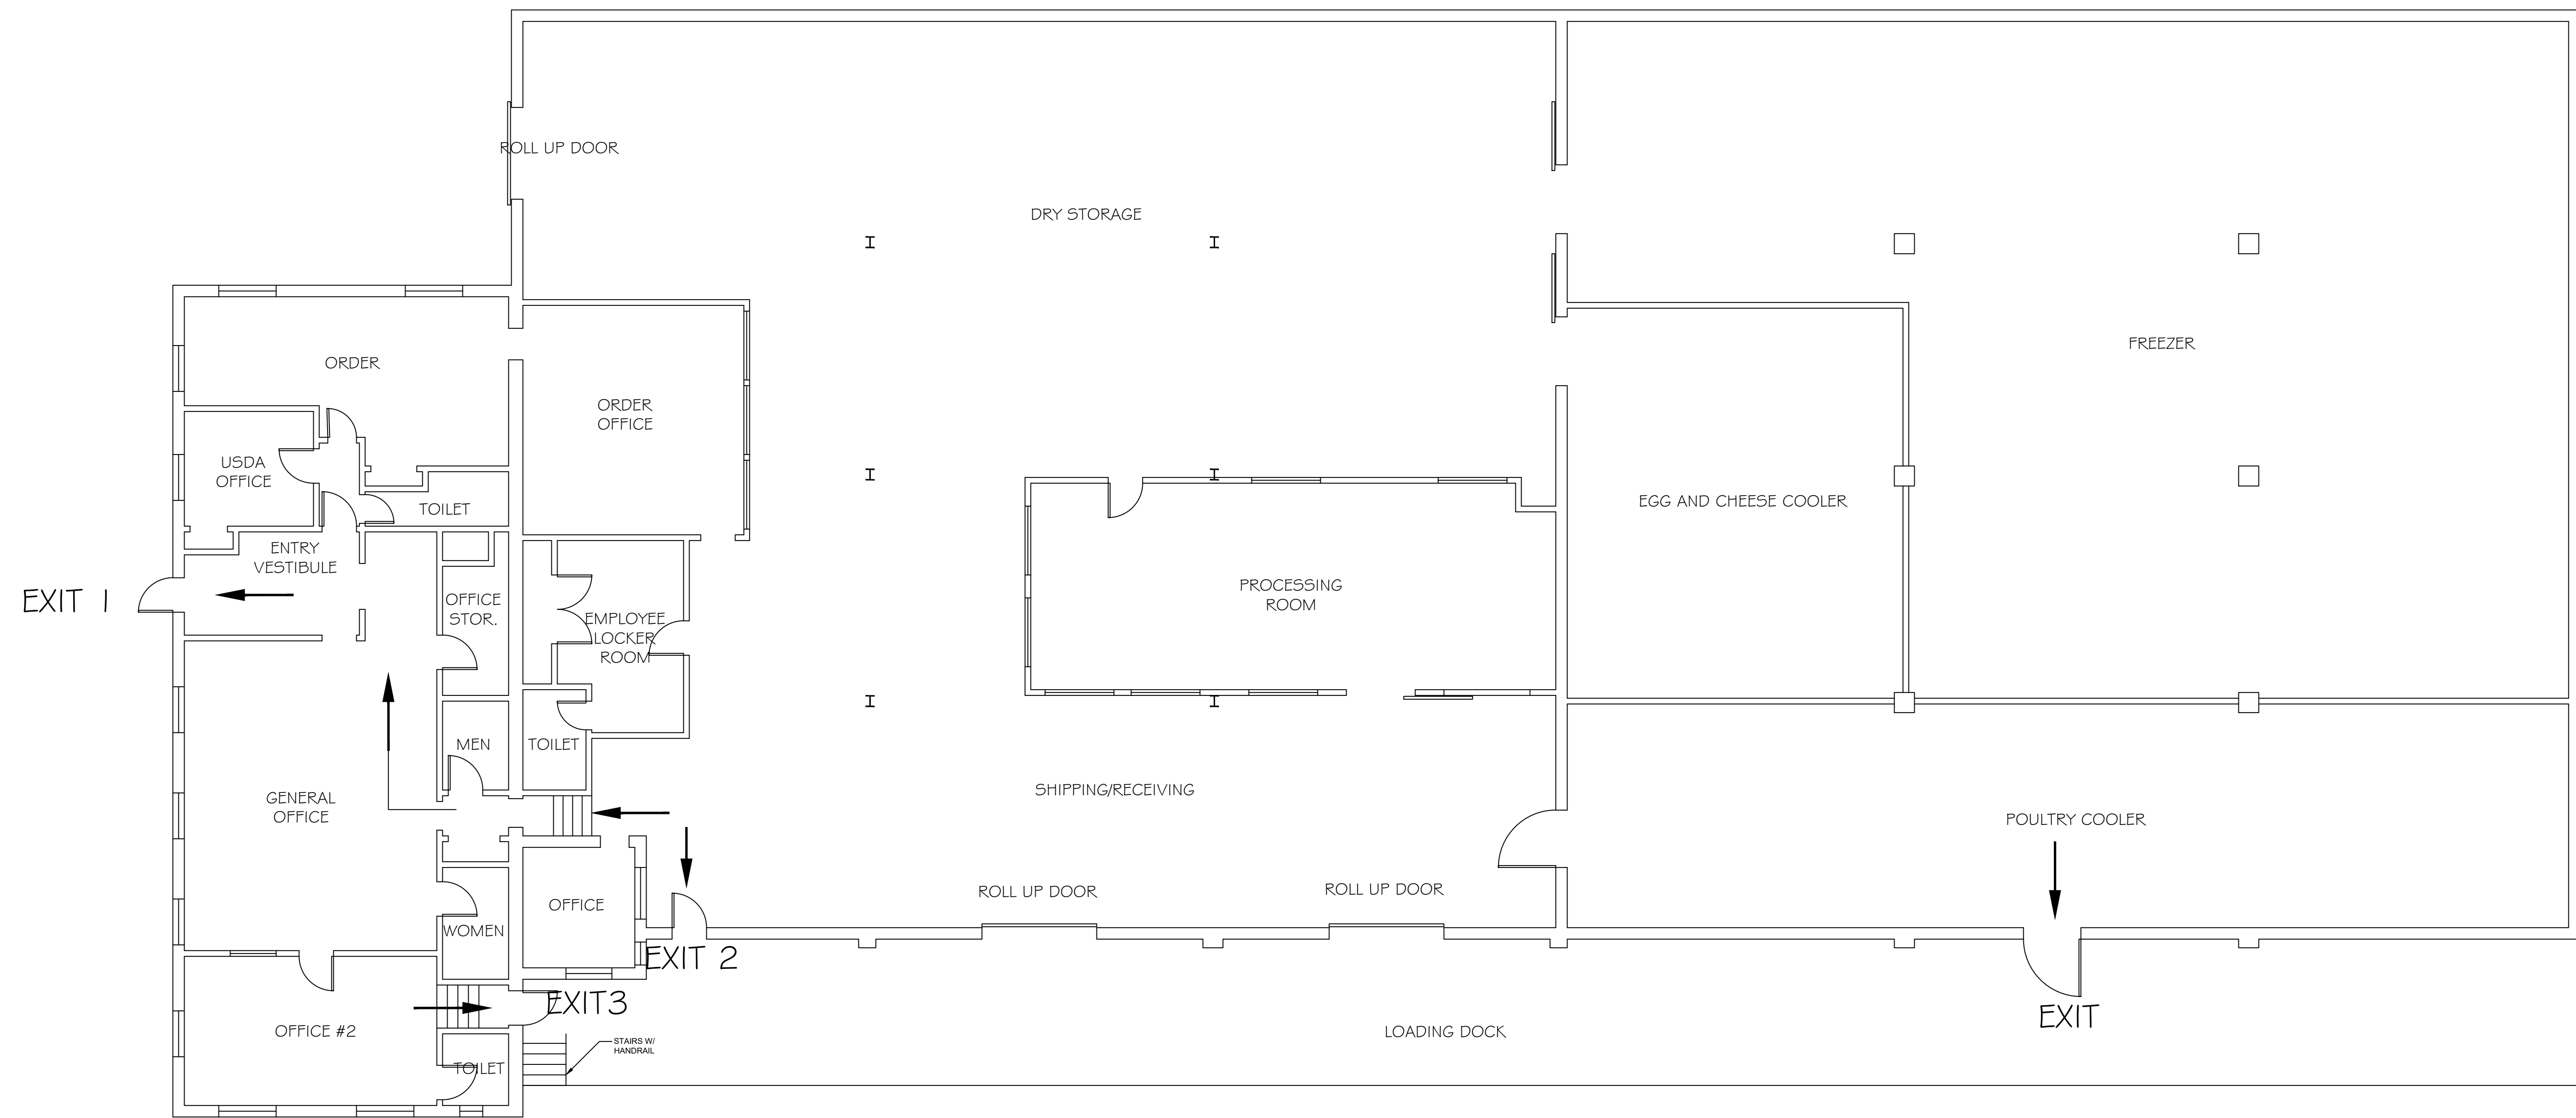 ROLL UP DOOR
DRY STORAGE
FREEZER
ORDER
ORDER
OFFICE
USDA
OFFICE
TOILET
EGG AND CHEESE COOLER
ENTRY
VESTIBULE
EXIT 1
OFFICE
STOR.
EMPLOYEE
LOCKER
ROOM
PROCESSING
ROOM
MEN
TOILET
GENERAL
OFFICE
SHIPPING/RECEIVING
POULTRY COOLER
ROLL UP DOOR
ROLL UP DOOR
OFFICE
WOMEN
EXIT 2
EXIT3
EXIT
OFFICE #2
LOADING DOCK
STAIRS W/
HANDRAIL
TOILET